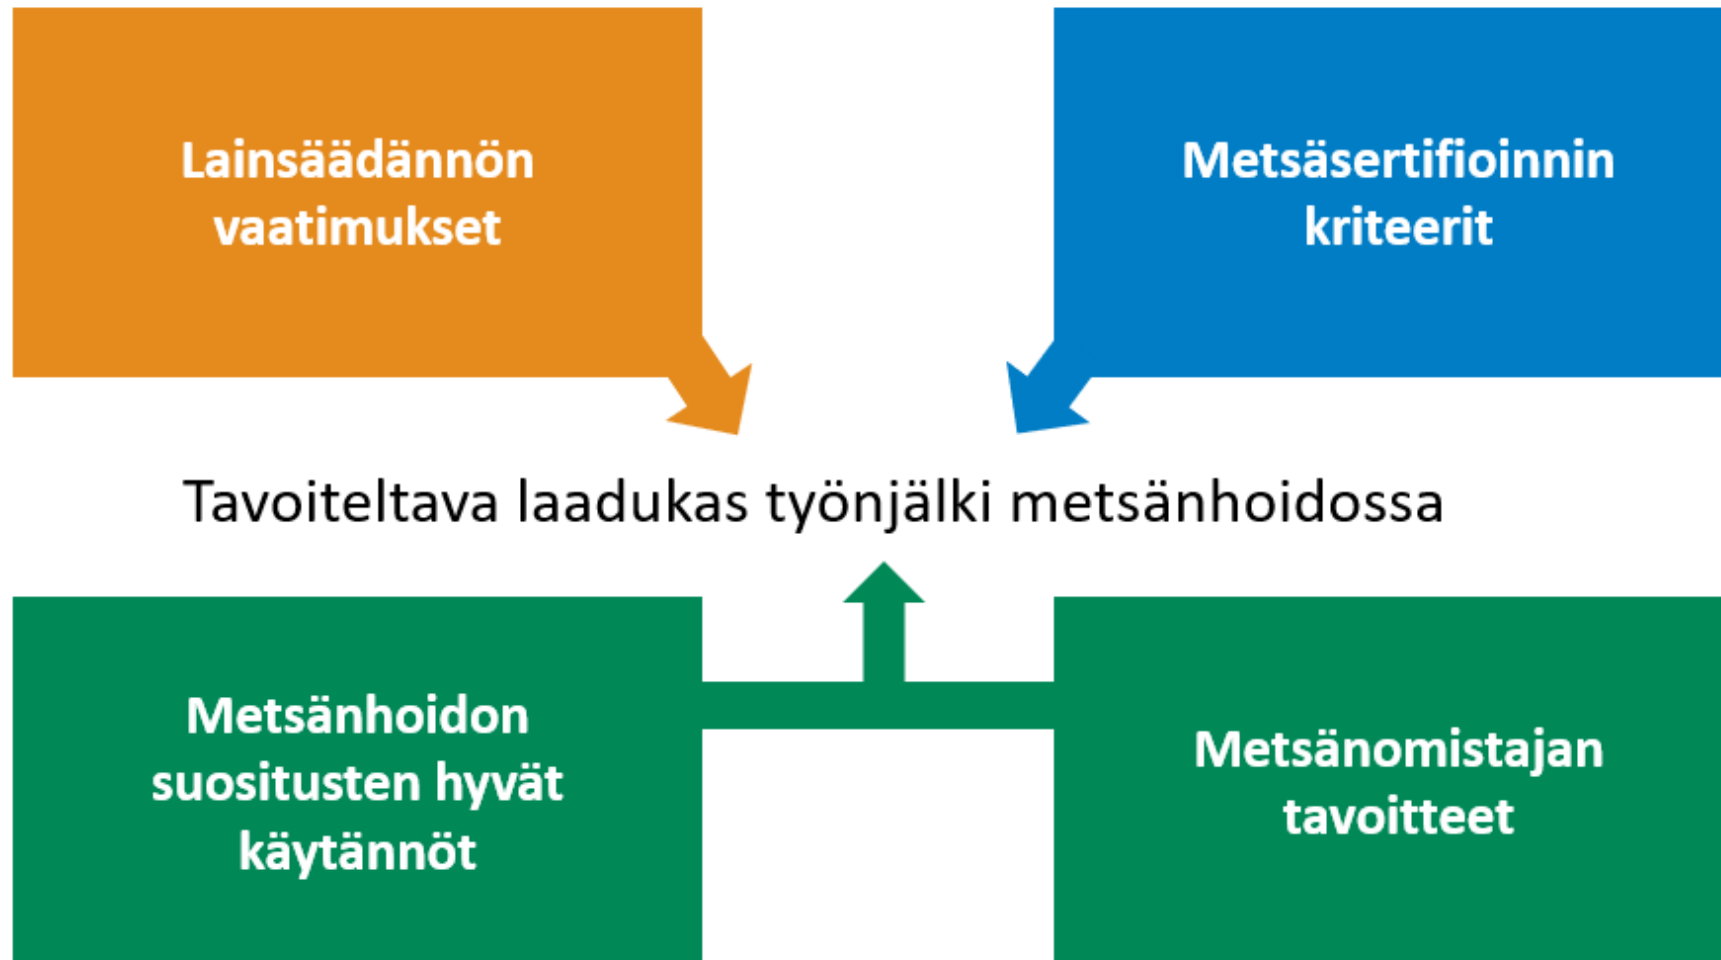 Lainsäädännön
vaatimukset
Metsäsertifioinnin
kriteerit
Tavoiteltava laadukas työnjälki metsänhoidossa
Metsänhoidon
suositusten hyvät
käytännöt
Metsänomistajan
tavoitteet